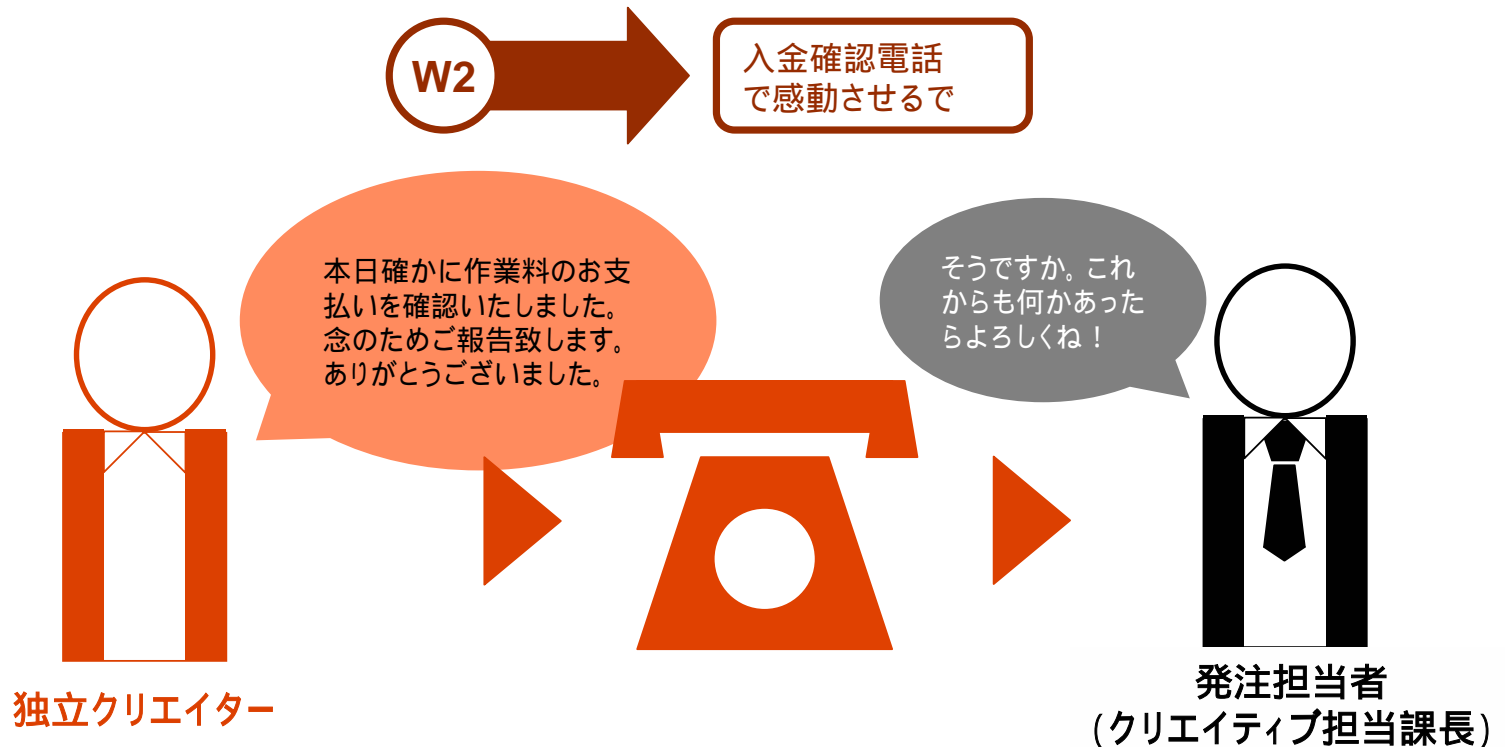 W2
入金確認電話
で感動させるで
本日確かに作業料のお支
払いを確認いたしました。
念のためご報告致します。
ありがとうございました。
そうですか。これ
からも何かあった
らよろしくね！
独立クリエイター
発注担当者
(クリエイティブ担当課長)